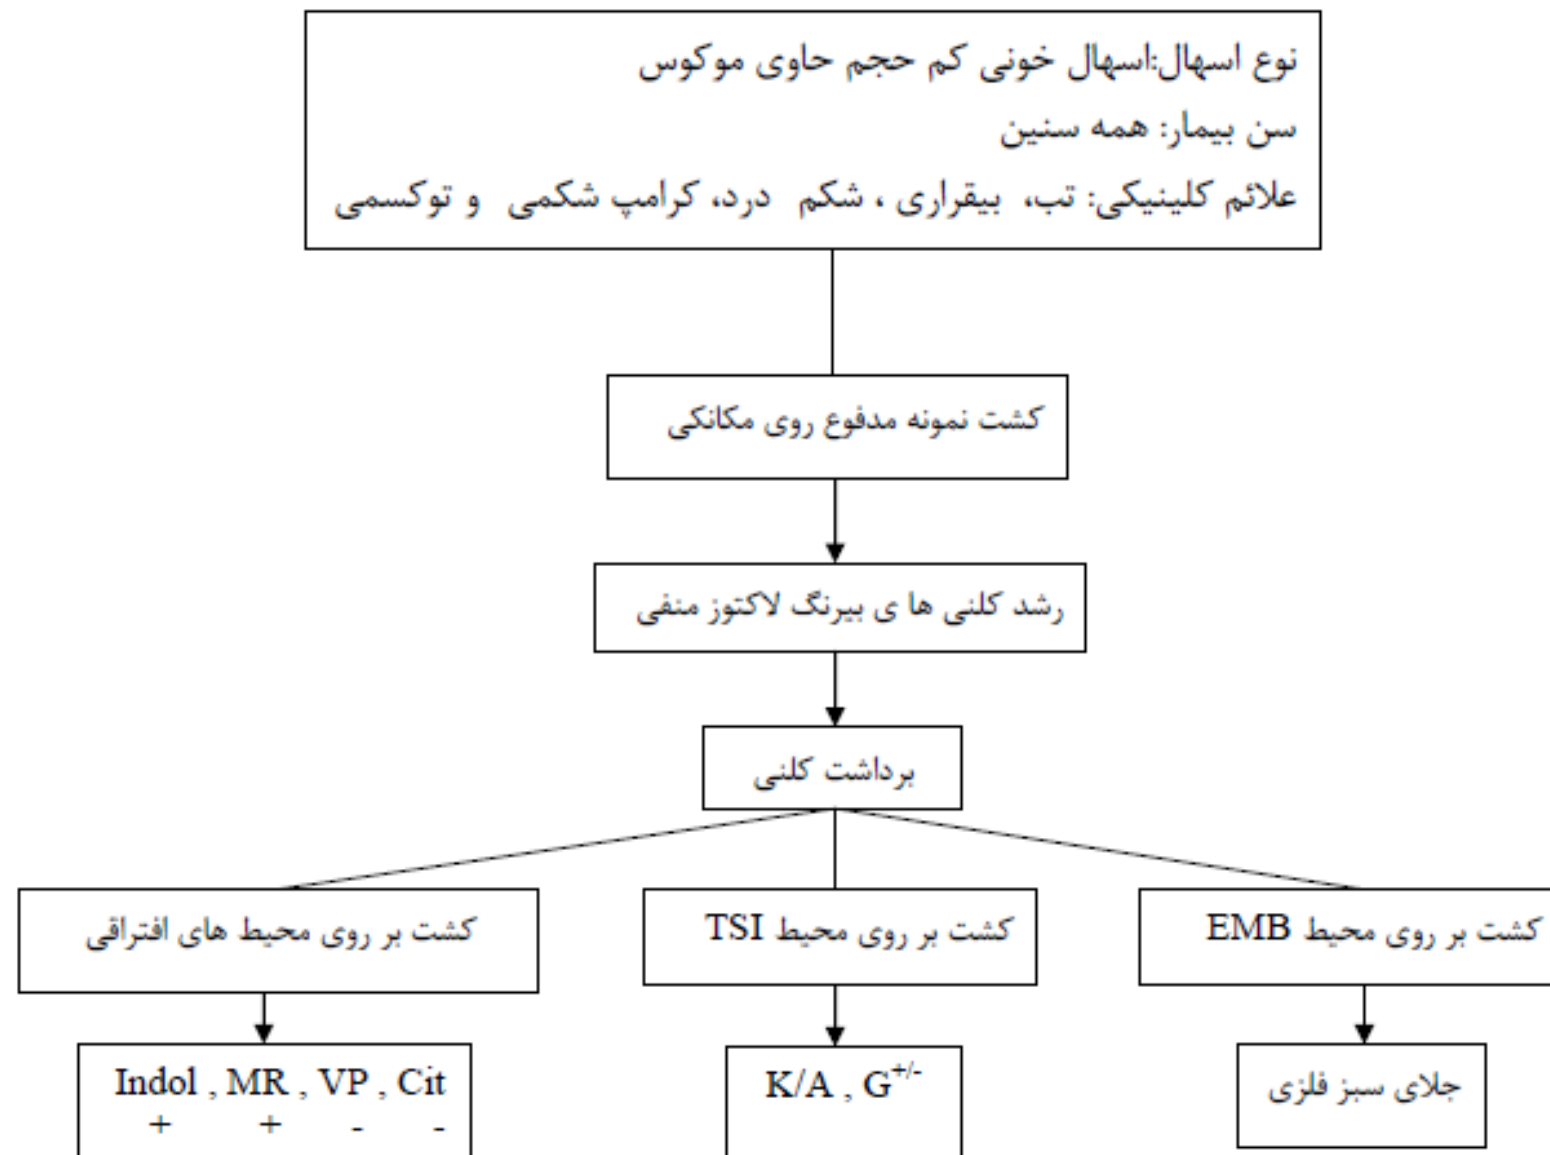 نوع اسهال:اسهال خونی کم حجم حاوی موکوس
سن بیمار: همه سنین
علائم کلینیکی: تب، بیقراری ، شکم درد، کرامپ شکمی و توکسمی
کشت نمونه مدفوع روی مکانکی
رشد کلنی ها ی بیرنگ لاکتوز منفی
برداشت کلنی
کشت بر روی محیط EMB
کشت بر روی محیط TSI
کشت بر روی محیط های افتراقی
جلای سبز فلزی
K/A , G+/-
Indol , MR , VP , Cit
+ + - -